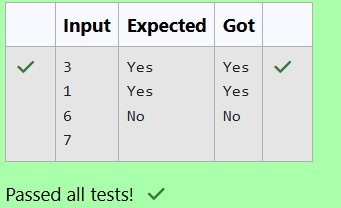 Input Expected Got
3 Yes Yes
1 Yes Yes
6 No No
7
Passed all tests!